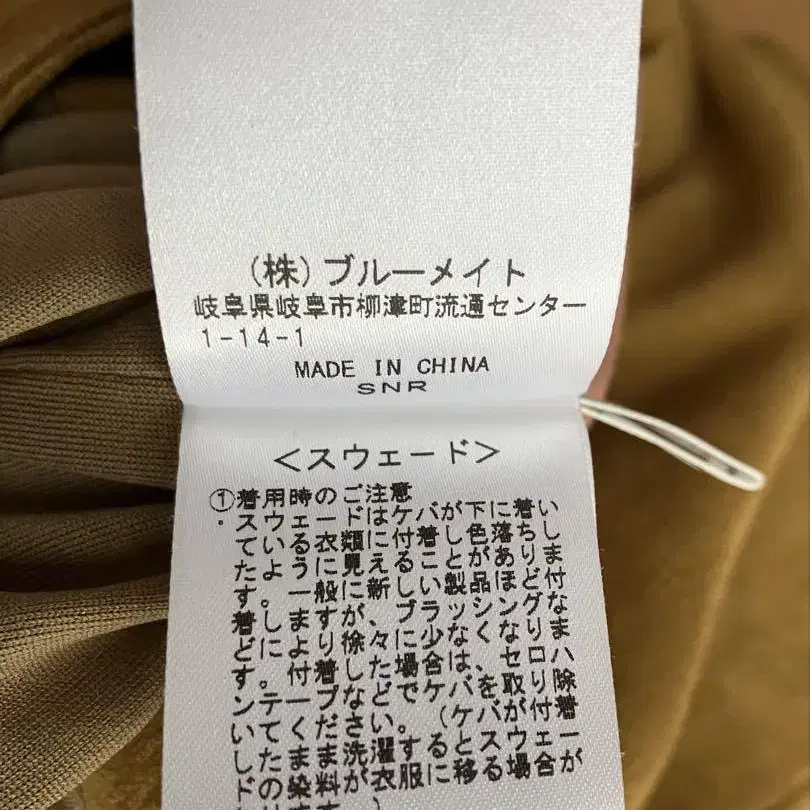 (株)ブルーメイト
岐阜県岐阜市柳津町流通センター
1-14-1
MADE IN CHINA
SNR
＜スウェード＞
①着用時のご注意
・スウェードはケバが下に着い
ている衣類に付着し色落ちし
たように見えることがありま
す。一般に新しい製品ほど付
着しますが、ブラッシングな
どにより徐々に少なくなりま
す。付着した場合は、セロハ
ンテープなどでケバを取り除
いてください。(ケバが付着
したまま洗濯するとスウェー
ドの染料が衣服に移る場合が